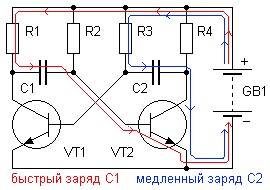 R1 R2 R3 R4
C1 C2
+
GB1
−
VT1 VT2
быстрый заряд C1 медленный заряд C2